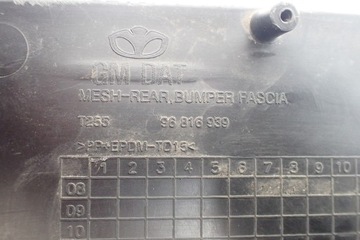 GM DAT
MESH-REAR BUMPER FASCIA
T255 96 816 939
>PP+EPDM-TD15<
1 2 3 4 5 6 7 8 9 10
08
09
10